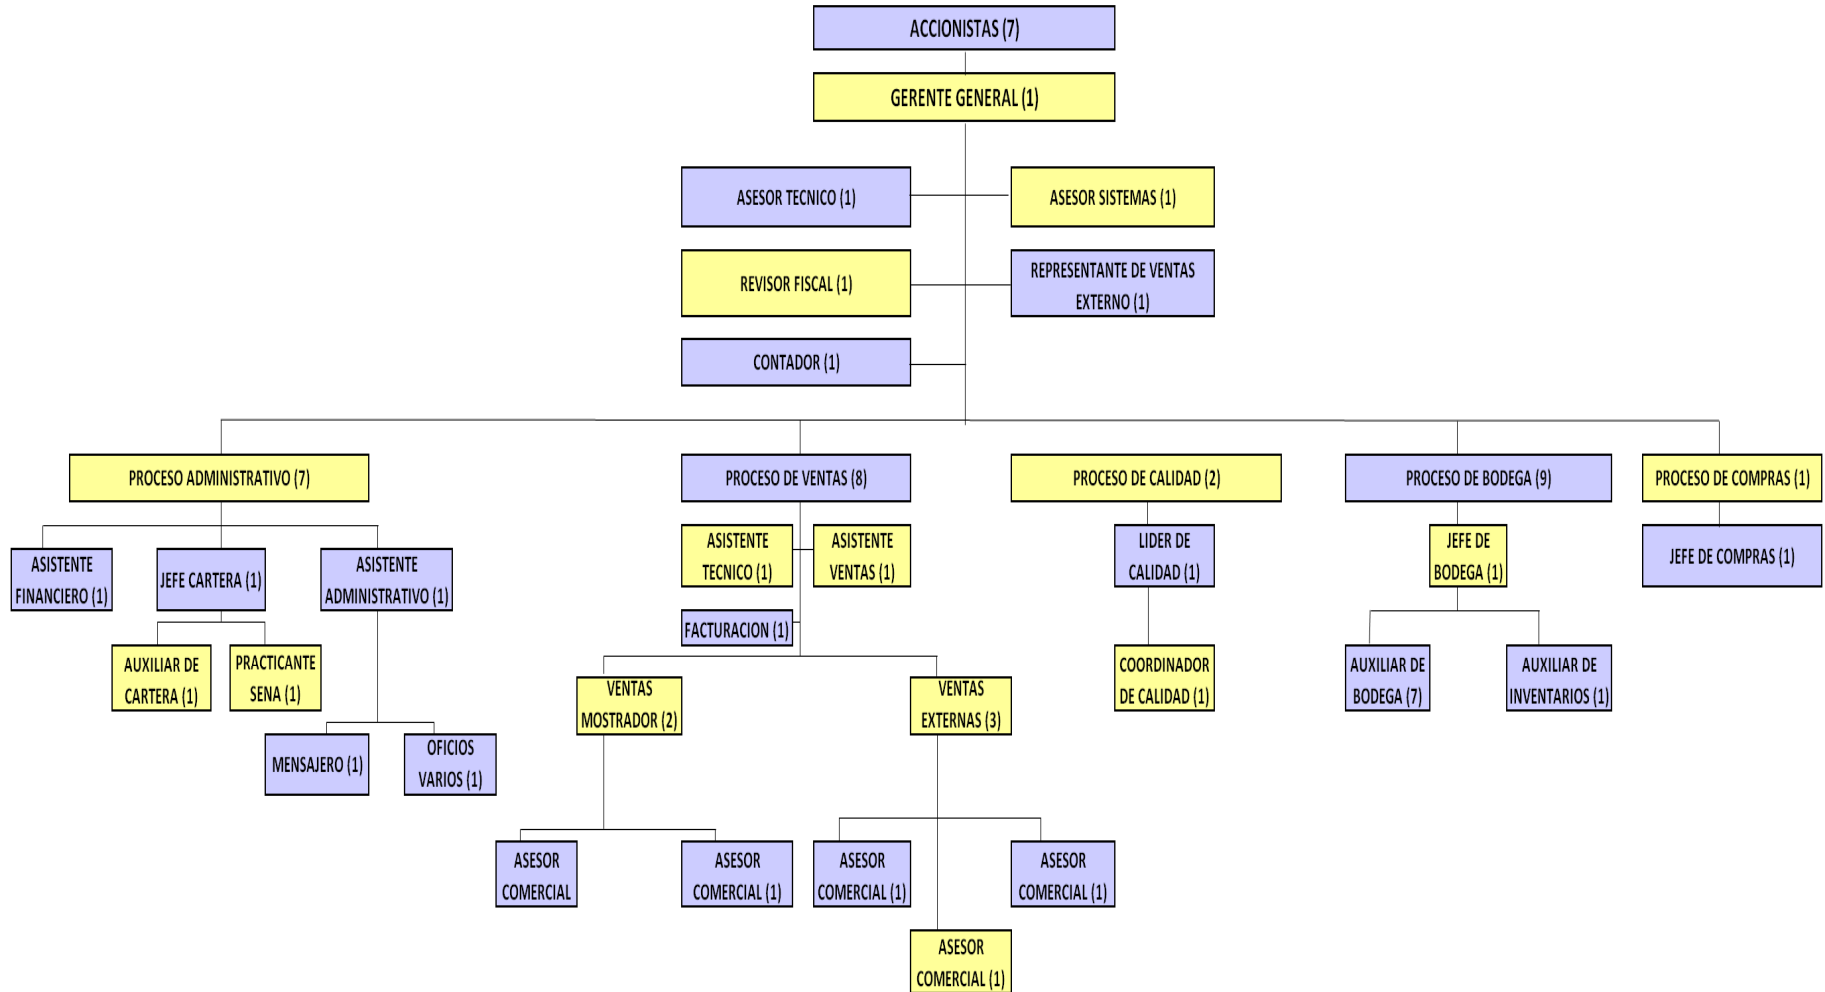 ACCIONISTAS (7)
GERENTE GENERAL (1)
ASESOR TECNICO (1)
ASESOR SISTEMAS (1)
REVISOR FISCAL (1)
REPRESENTANTE DE VENTAS
EXTERNO (1)
CONTADOR (1)
PROCESO ADMINISTRATIVO (7)
PROCESO DE VENTAS (8)
PROCESO DE CALIDAD (2)
PROCESO DE BODEGA (9)
PROCESO DE COMPRAS (1)
ASISTENTE
FINANCIERO (1)
JEFE CARTERA (1)
ASISTENTE
ADMINISTRATIVO (1)
ASISTENTE
TECNICO (1)
ASISTENTE
VENTAS (1)
LIDER DE
CALIDAD (1)
JEFE DE
BODEGA (1)
JEFE DE COMPRAS (1)
FACTURACION (1)
AUXILIAR DE
CARTERA (1)
PRACTICANTE
SENA (1)
VENTAS
MOSTRADOR (2)
VENTAS
EXTERNAS (3)
COORDINADOR
DE CALIDAD (1)
AUXILIAR DE
BODEGA (7)
AUXILIAR DE
INVENTARIOS (1)
MENSAJERO (1)
OFICIOS
VARIOS (1)
ASESOR
COMERCIAL
ASESOR
COMERCIAL (1)
ASESOR
COMERCIAL (1)
ASESOR
COMERCIAL (1)
ASESOR
COMERCIAL (1)